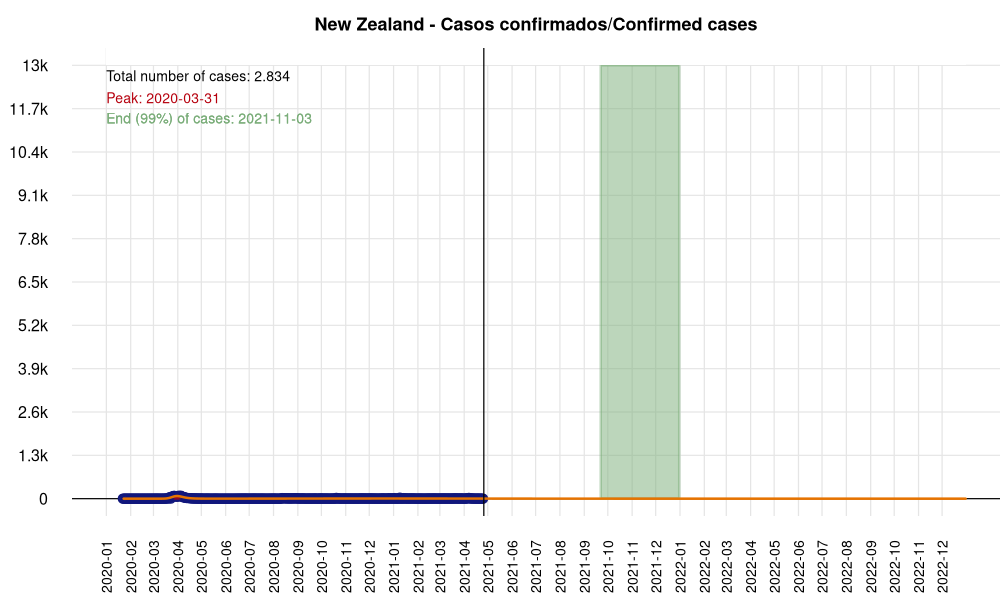 New Zealand - Casos confirmados/Confirmed cases
Total number of cases: 2.834
Peak: 2020-03-31
End (99%) of cases: 2021-11-03
13k
11.7k
10.4k
9.1k
7.8k
6.5k
5.2k
3.9k
2.6k
1.3k
0
2020-01
2020-02
2020-03
2020-04
2020-05
2020-06
2020-07
2020-08
2020-09
2020-10
2020-11
2020-12
2021-01
2021-02
2021-03
2021-04
2021-05
2021-06
2021-07
2021-08
2021-09
2021-10
2021-11
2021-12
2022-01
2022-02
2022-03
2022-04
2022-05
2022-06
2022-07
2022-08
2022-09
2022-10
2022-11
2022-12